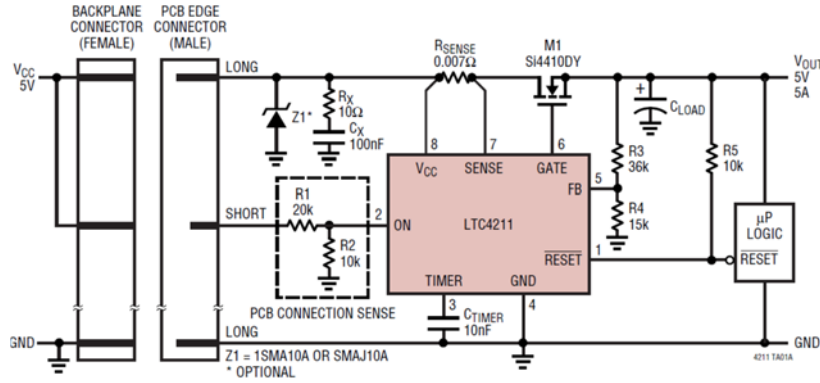 BACKPLANE
CONNECTOR
(FEMALE)
PCB EDGE
CONNECTOR
(MALE)
VCC
5V
LONG
Z1*
RX
10Ω
CX
100nF
RSENSE
0.007Ω
M1
Si4410DY
VOUT
5V
5A
+
CLOAD
R3
36k
R5
10k
8
7
6
VCC
SENSE
GATE
5
FB
R4
15k
SHORT
R1
20k
2
ON
LTC4211
R2
10k
µP
LOGIC
RESET
1
RESET
TIMER
GND
3
4
PCB CONNECTION SENSE
CTIMER
10nF
GND
LONG
GND
Z1 = 1SMA10A OR SMAJ10A
* OPTIONAL
4211 TA01A